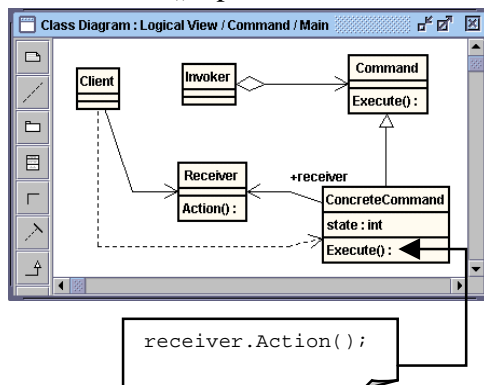 Class Diagram : Logical View / Command / Main
Client
Invoker
Command
Execute() :
Receiver
Action() :
+receiver
ConcreteCommand
state : int
Execute() :
receiver.Action();